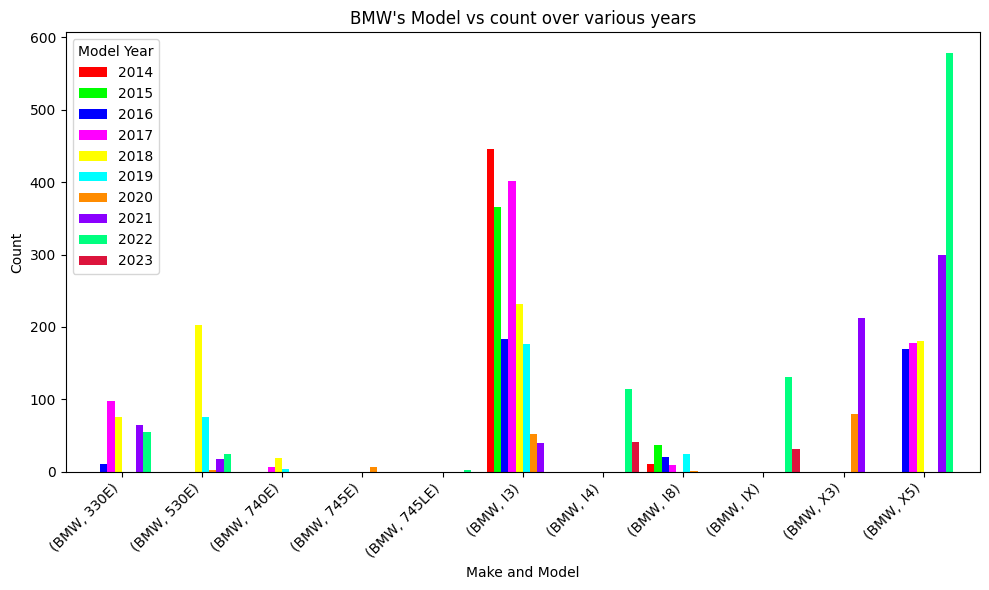 BMW's Model vs count over various years
Count
600
500
400
300
200
100
0
Model Year
2014
2015
2016
2017
2018
2019
2020
2021
2022
2023
(BMW, 330E)
(BMW, 530E)
(BMW, 740E)
(BMW, 745E)
(BMW, 745LE)
(BMW, I3)
(BMW, I4)
(BMW, I8)
(BMW, IX)
(BMW, X3)
(BMW, X5)
Make and Model